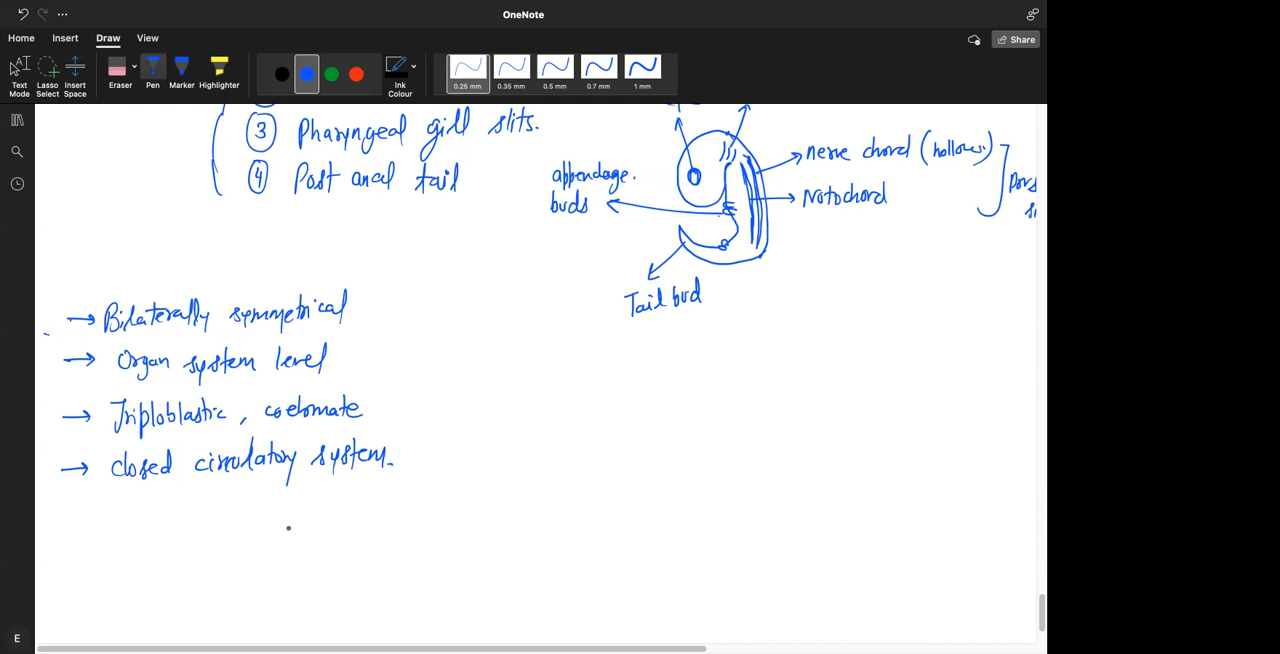 OneNote
Home Insert Draw View
Share
Text Mode
Lasso Select
Insert Space
Eraser
Pen
Marker
Highlighter
Ink Colour
0.25 mm
0.35 mm
0.5 mm
0.7 mm
1 mm
3 Pharyngeal gill slits.
4 Post anal tail
appendage.
buds
nerve chord (hollow)
Notochord
Tail bud
→ Bilaterally symmetrical
→ Organ system level
→ Triploblastic, coelomate
→ closed circulatory system.
E